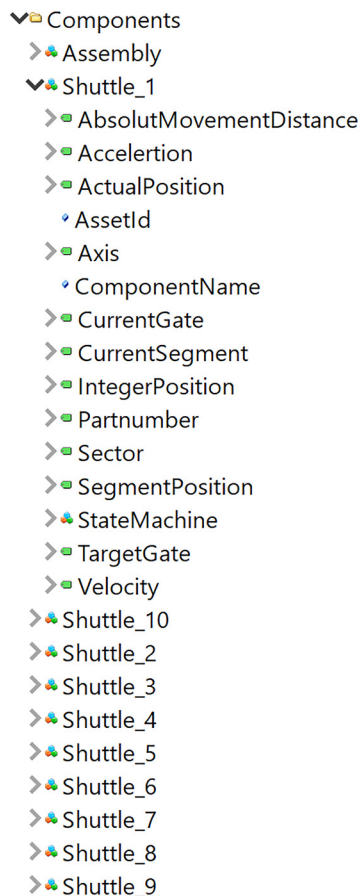 Components
Assembly
Shuttle_1
AbsolutMovementDistance
Accelertion
ActualPosition
AssetId
Axis
ComponentName
CurrentGate
CurrentSegment
IntegerPosition
Partnumber
Sector
SegmentPosition
StateMachine
TargetGate
Velocity
Shuttle_10
Shuttle_2
Shuttle_3
Shuttle_4
Shuttle_5
Shuttle_6
Shuttle_7
Shuttle_8
Shuttle_9